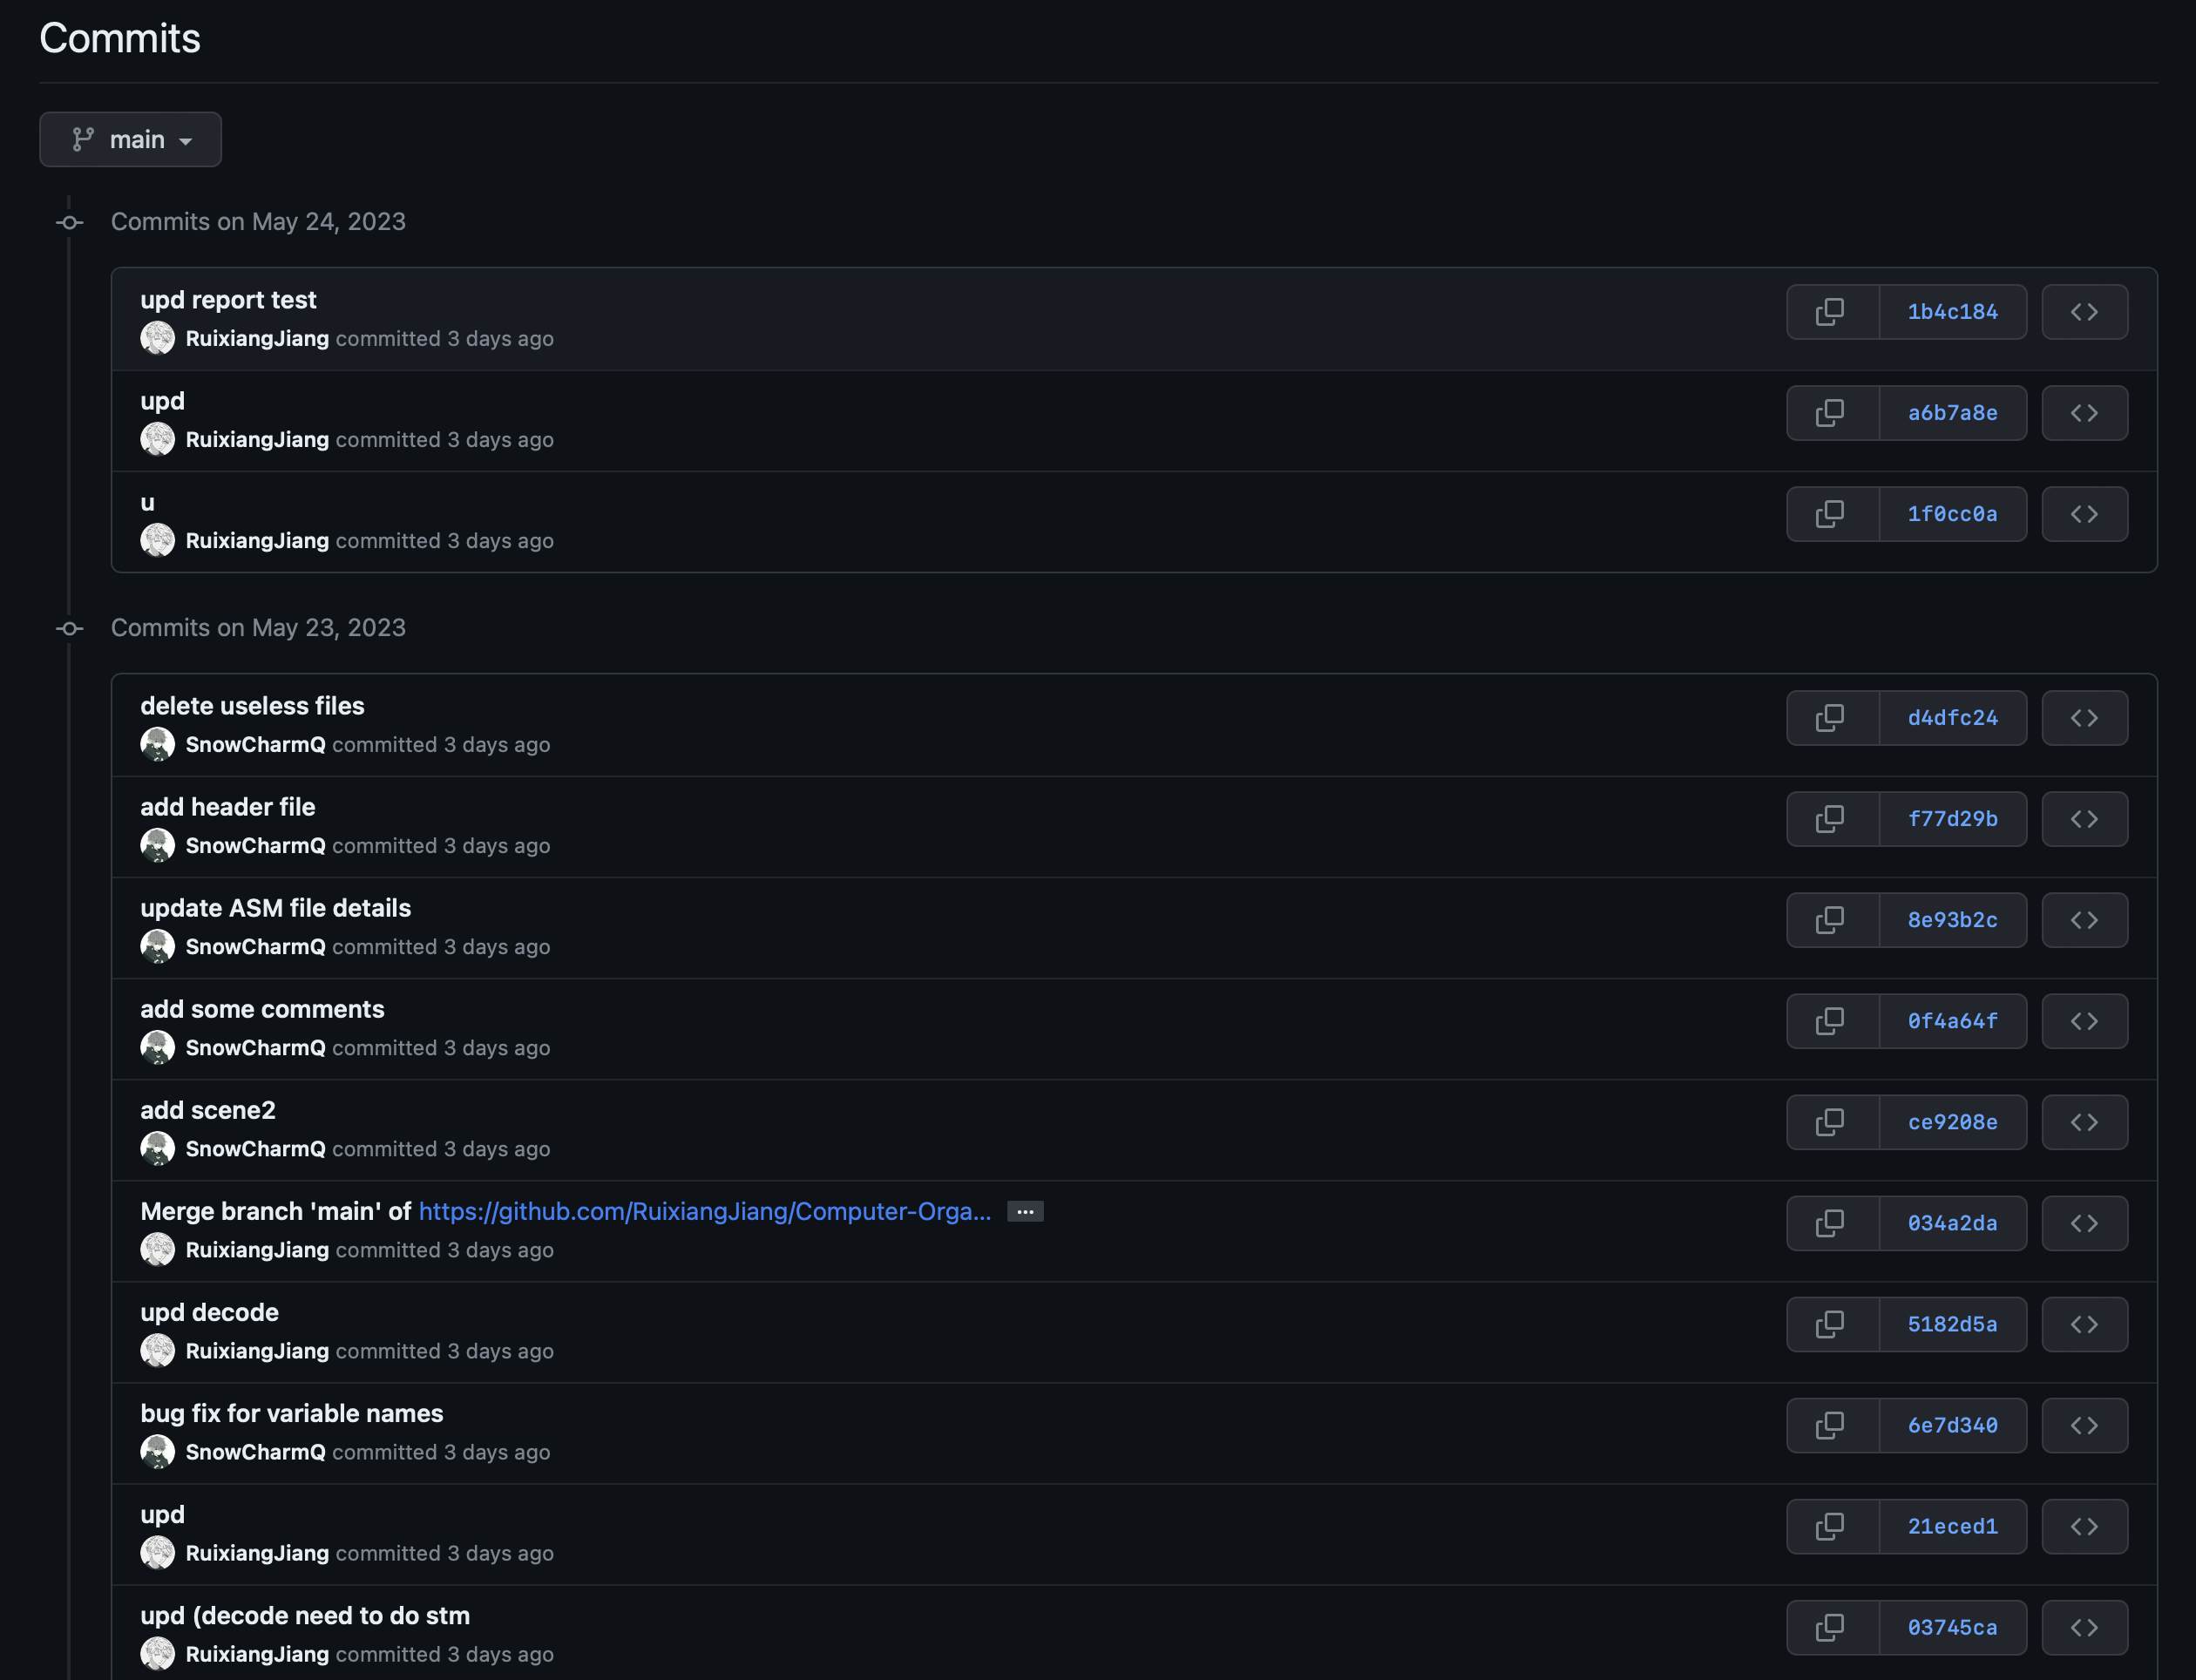 Commits
main
Commits on May 24, 2023
upd report test
1b4c184
RuixiangJiang committed 3 days ago
upd
a6b7a8e
RuixiangJiang committed 3 days ago
u
1f0cc0a
RuixiangJiang committed 3 days ago
Commits on May 23, 2023
delete useless files
d4dfc24
SnowCharmQ committed 3 days ago
add header file
f77d29b
SnowCharmQ committed 3 days ago
update ASM file details
8e93b2c
SnowCharmQ committed 3 days ago
add some comments
0f4a64f
SnowCharmQ committed 3 days ago
add scene2
ce9208e
SnowCharmQ committed 3 days ago
Merge branch 'main' of https://github.com/RuixiangJiang/Computer-Orga... ...
034a2da
RuixiangJiang committed 3 days ago
upd decode
5182d5a
RuixiangJiang committed 3 days ago
bug fix for variable names
6e7d340
SnowCharmQ committed 3 days ago
upd
21eced1
RuixiangJiang committed 3 days ago
upd (decode need to do stm
03745ca
RuixiangJiang committed 3 days ago